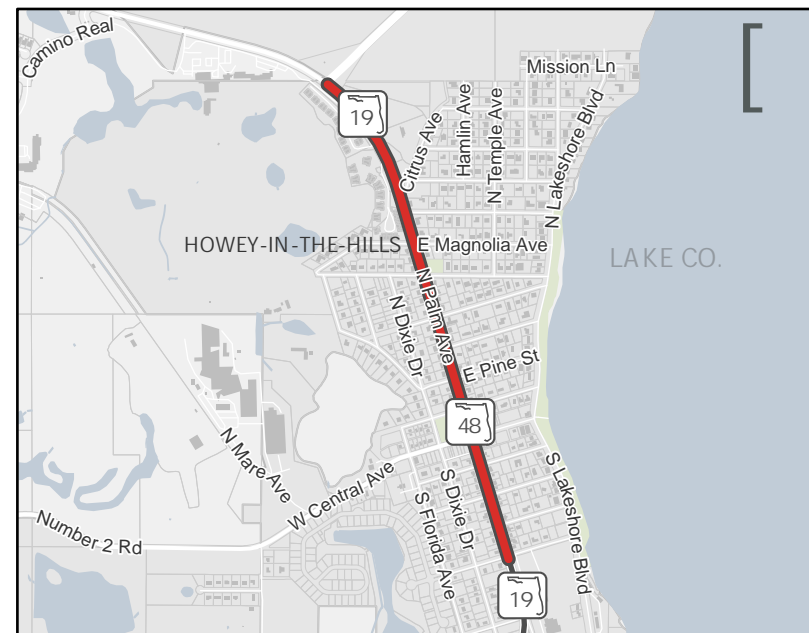 Camino Real
Mission Ln
19
Citrus Ave
Hamlin Ave
N Temple Ave
N Lakeshore Blvd
HOWEY-IN-THE-HILLS
E Magnolia Ave
LAKE CO.
N Palm Ave
N Dixie Dr
E Pine St
48
N Mare Ave
W Central Ave
S Dixie Dr
S Florida Ave
S Lakeshore Blvd
Number 2 Rd
19